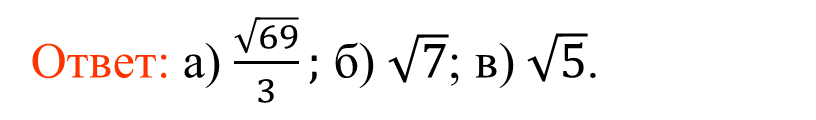 Ответ: а) √69/3; б) √7; в) √5.